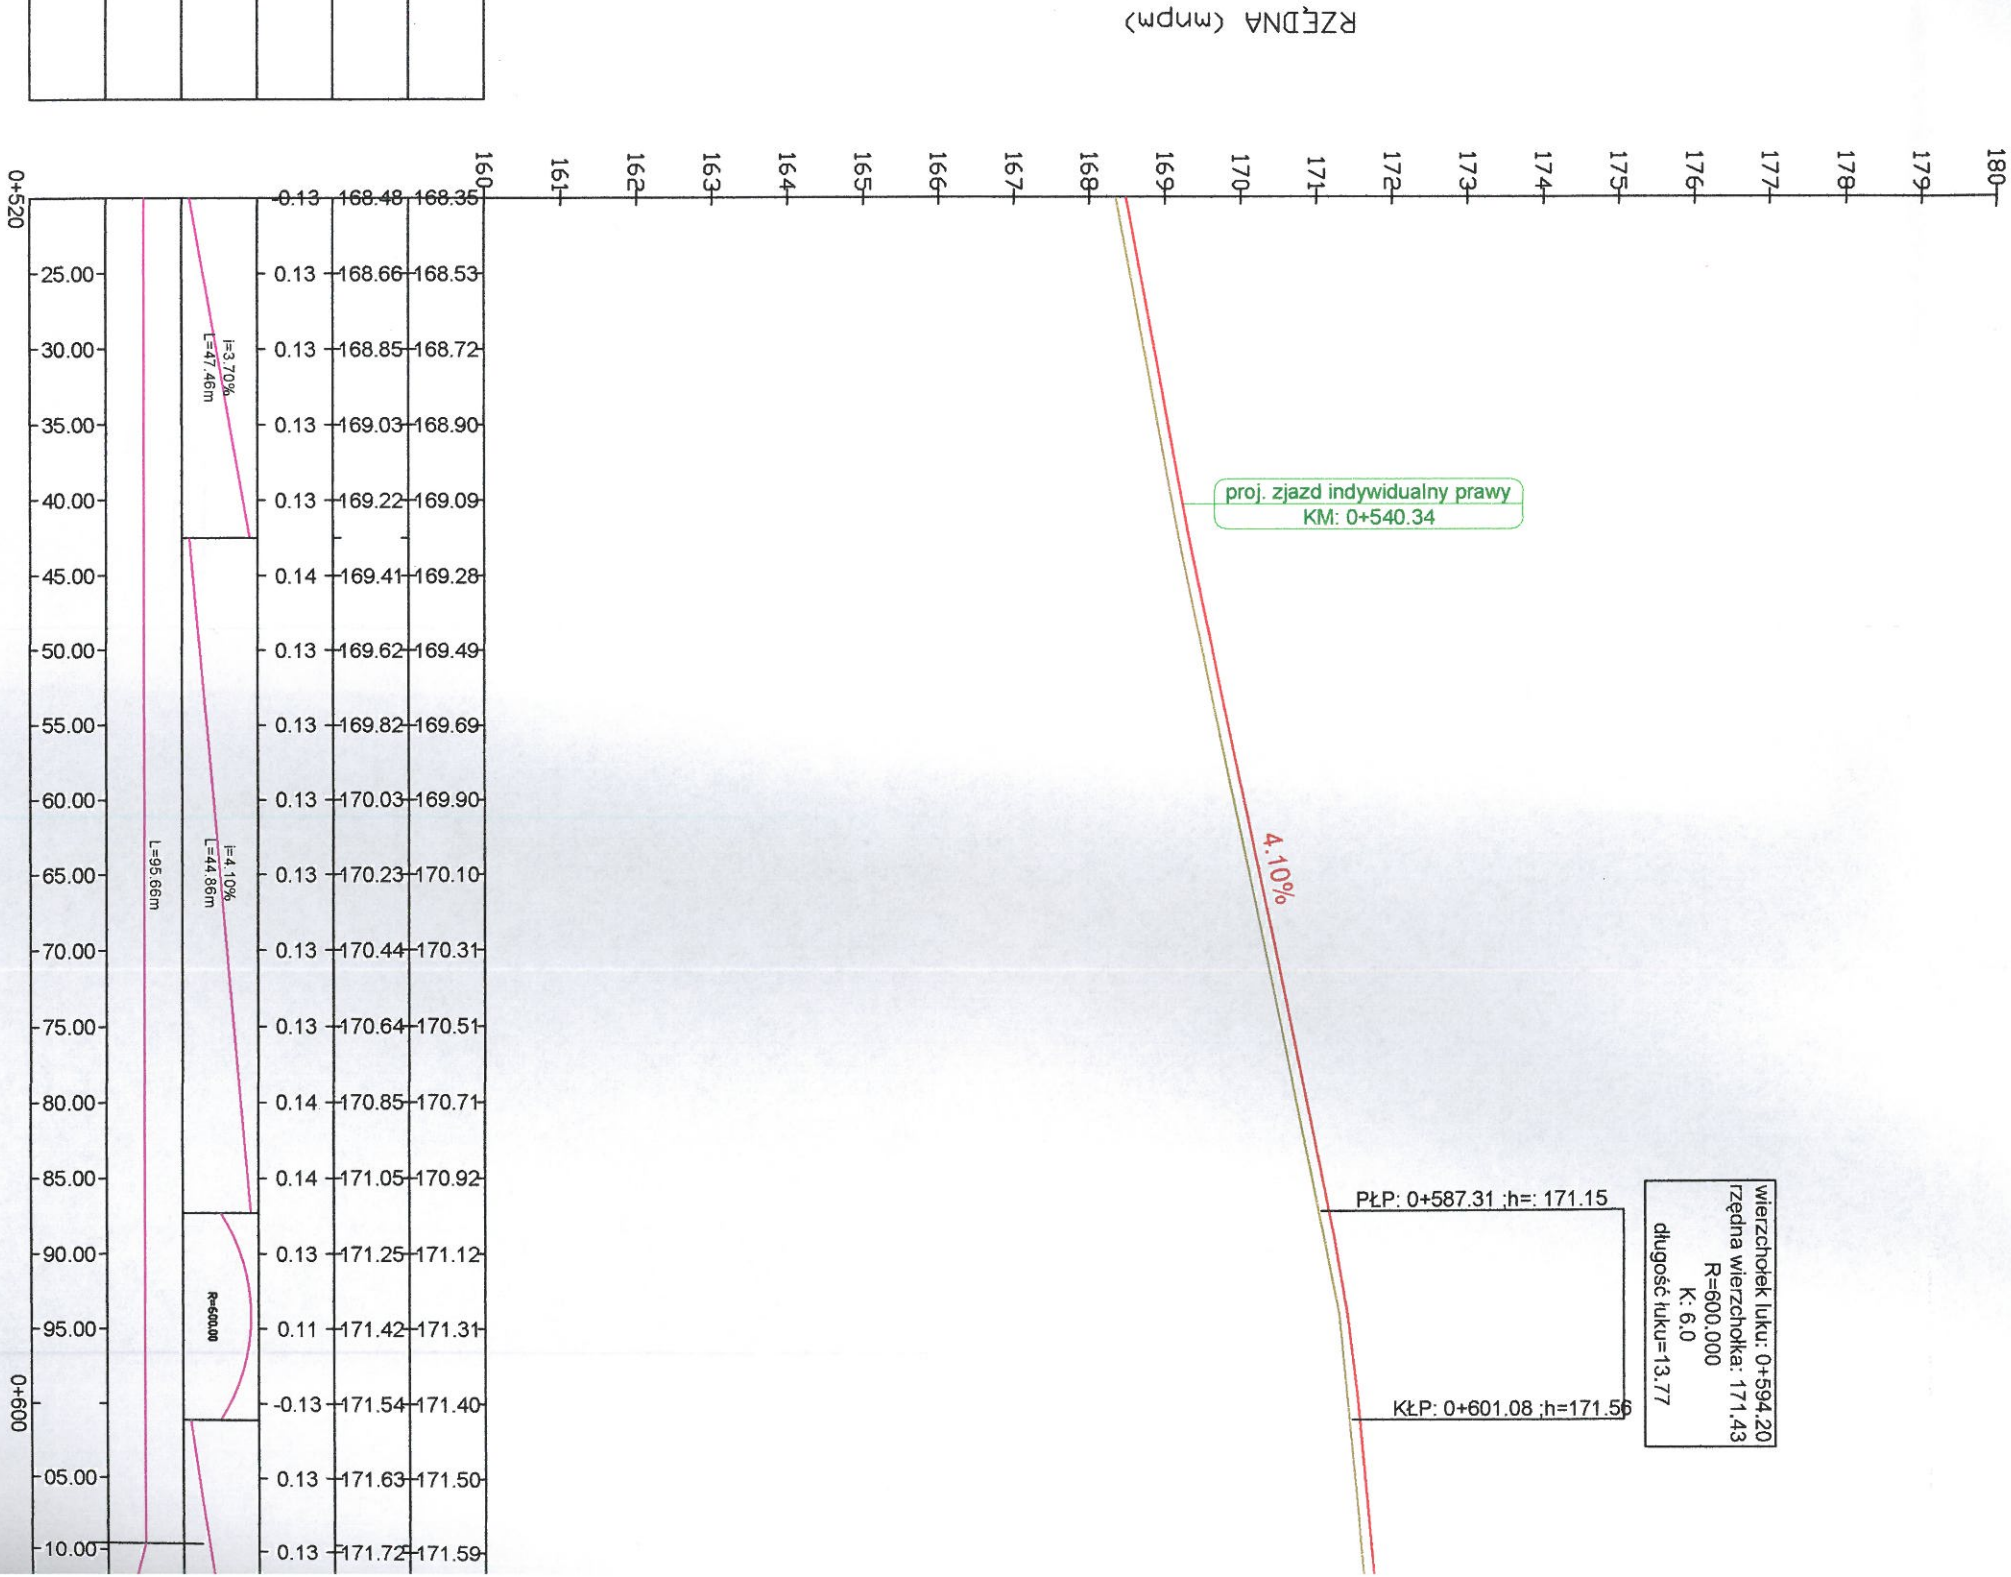 RZĘDNA (mnpm)
160
161
162
163
164
165
166
167
168
169
170
171
172
173
174
175
176
177
178
179
180
0+520 -0.13 168.48 168.35
25.00 0.13 168.66 168.53
30.00 0.13 168.85 168.72
35.00 0.13 169.03 168.90
40.00 0.13 169.22 169.09
45.00 0.14 169.41 169.28
50.00 0.13 169.62 169.49
55.00 0.13 169.82 169.69
60.00 0.13 170.03 169.90
65.00 0.13 170.23 170.10
70.00 0.13 170.44 170.31
75.00 0.13 170.64 170.51
80.00 0.14 170.85 170.71
85.00 0.14 171.05 170.92
90.00 0.13 171.25 171.12
95.00 0.11 171.42 171.31
0+600 -0.13 171.54 171.40
05.00 0.13 171.63 171.50
10.00 0.13 171.72 171.59
i=3.70%
L=47.46m
i=4.10%
L=44.86m
L=95.66m
R=600.00
proj. zjazd indywidualny prawy
KM: 0+540.34
4.10%
PŁP: 0+587.31 ;h=: 171.15
KŁP: 0+601.08 ;h=171.56
wierzchołek łuku: 0+594.20
rzędna wierzchołka: 171.43
R=600.000
K: 6.0
długość łuku=13.77